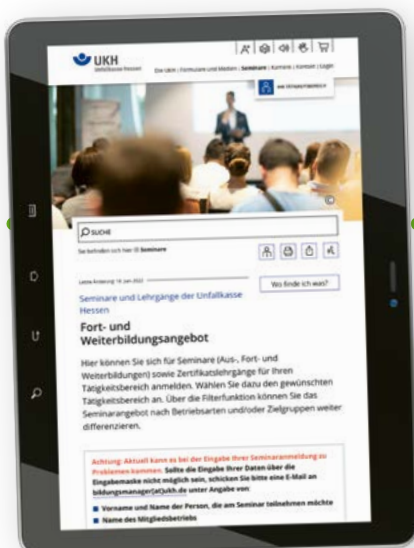 UKH
Unfallkasse Hessen
Die UKH | Formulare und Medien | Seminare | Karriere | Kontakt | Login
IHR TÄTIGKEITSBEREICH
©
SUCHE
Sie befinden sich hier: Seminare
Letzte Änderung: 19. Juni 2022
Wo finde ich was?
Seminare und Lehrgänge der Unfallkasse
Hessen
Fort- und
Weiterbildungsangebot
Hier können Sie sich für Seminare (Aus-, Fort- und
Weiterbildungen) sowie Zertifikatslehrgänge für Ihren
Tätigkeitsbereich anmelden. Wählen Sie dazu den gewünschten
Tätigkeitsbereich an. Über die Filterfunktion können Sie das
Seminarangebot nach Betriebsarten und/oder Zielgruppen weiter
differenzieren.
Achtung: Aktuell kann es bei der Eingabe Ihrer Seminaranmeldung zu
Problemen kommen. Sollte die Eingabe Ihrer Daten über die
Eingabemaske nicht möglich sein, schicken Sie bitte eine E-Mail an
bildungsmanager[at]ukh.de unter Angabe von:
Vorname und Name der Person, die am Seminar teilnehmen möchte
Name des Mitgliedsbetriebs